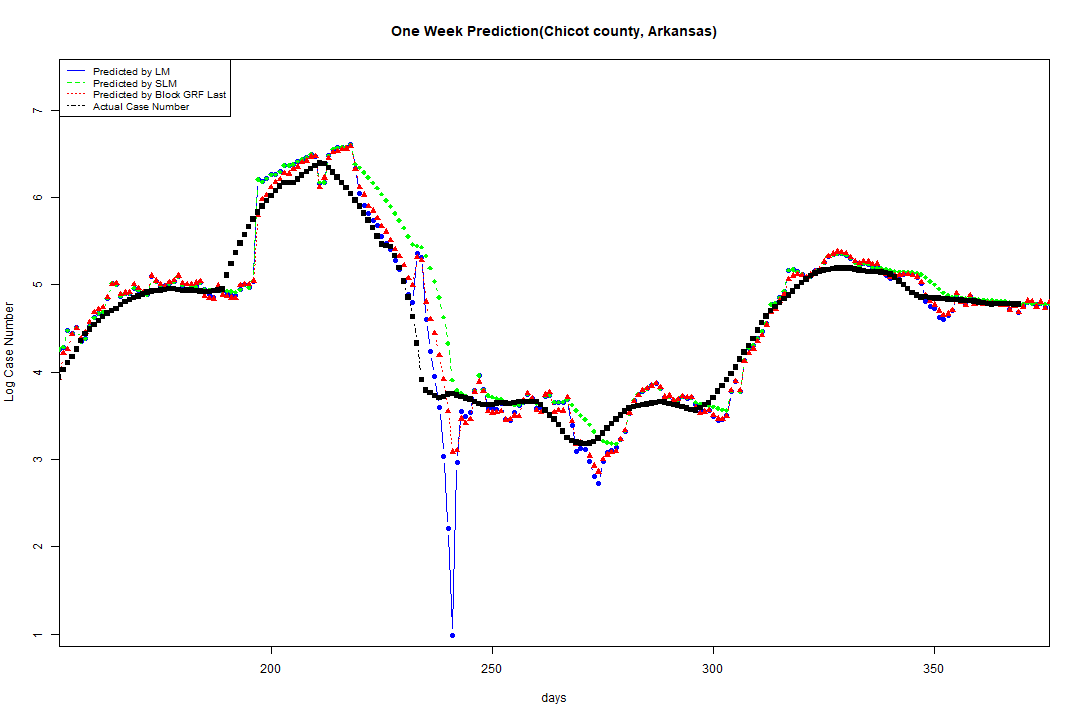 One Week Prediction(Chicot county, Arkansas)
Predicted by LM
Predicted by SLM
Predicted by Block GRF Last
Actual Case Number
Log Case Number
7
6
5
4
3
2
1
200 250 300 350
days